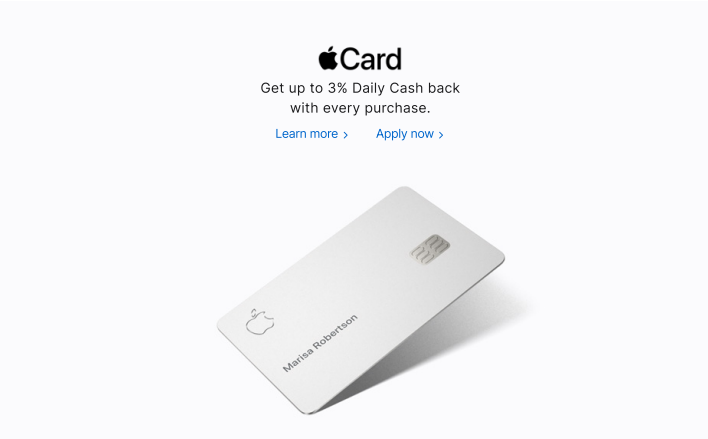 Card
Get up to 3% Daily Cash back
with every purchase.
Learn more >
Apply now >
Marisa Robertson